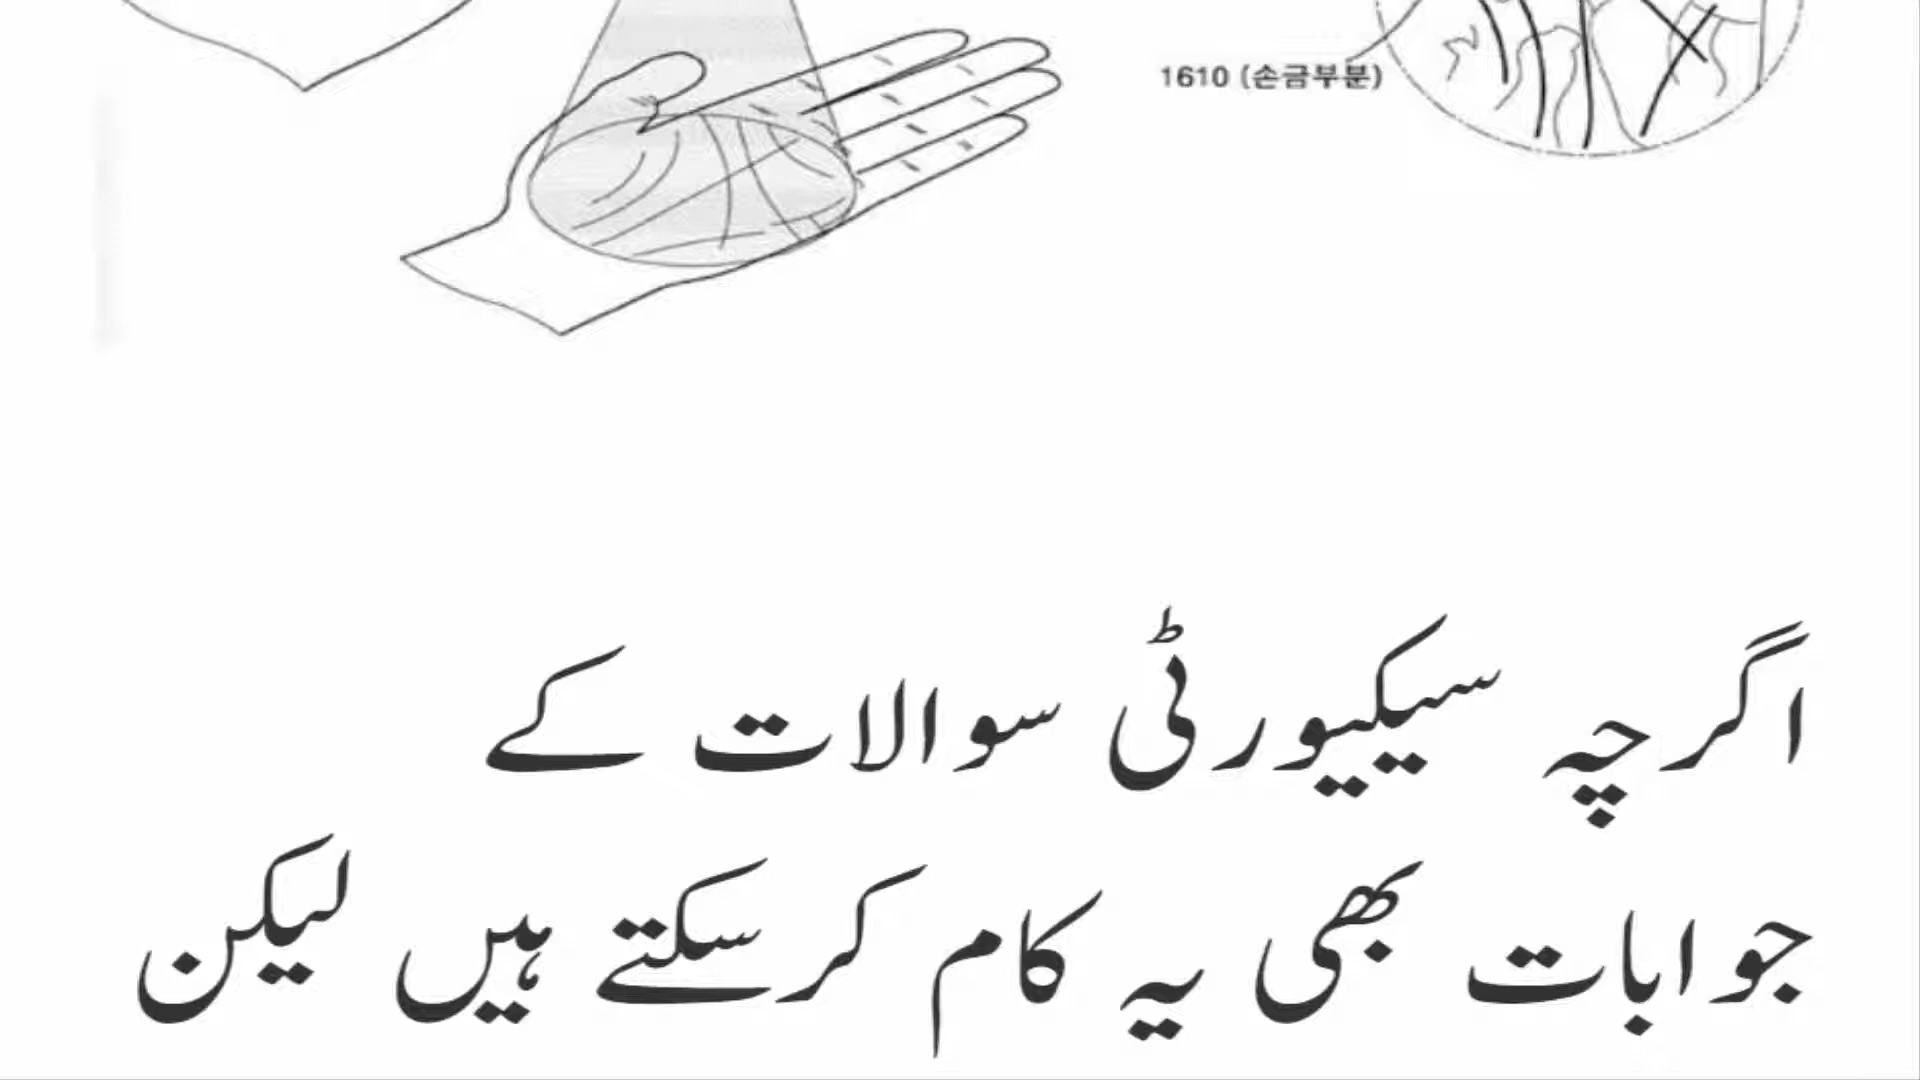 1610 (손금부분)
اگرچہ سیکیورٹی سوالات کے
جوابات بھی یہ کام کرسکتے ہیں لیکن